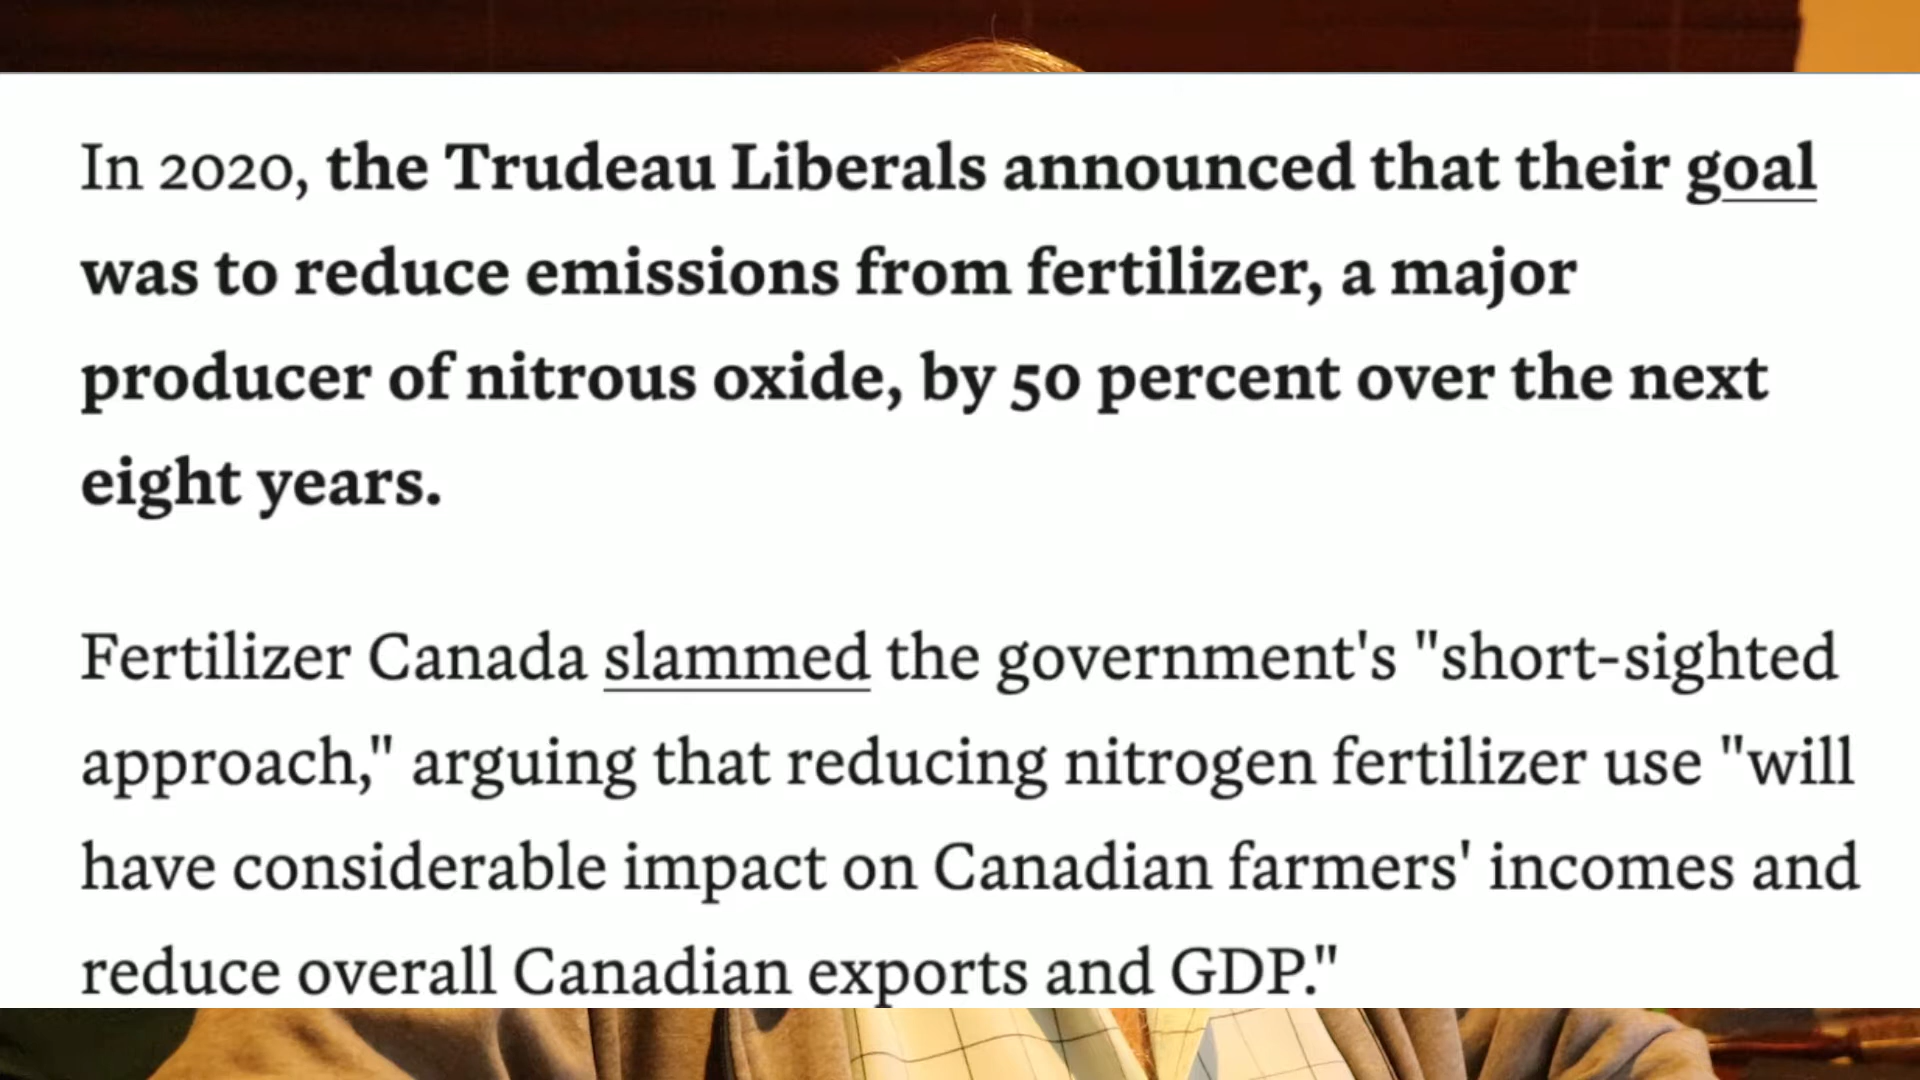 In 2020, the Trudeau Liberals announced that their goal
was to reduce emissions from fertilizer, a major
producer of nitrous oxide, by 50 percent over the next
eight years.
Fertilizer Canada slammed the government's "short-sighted
approach," arguing that reducing nitrogen fertilizer use "will
have considerable impact on Canadian farmers' incomes and
reduce overall Canadian exports and GDP."